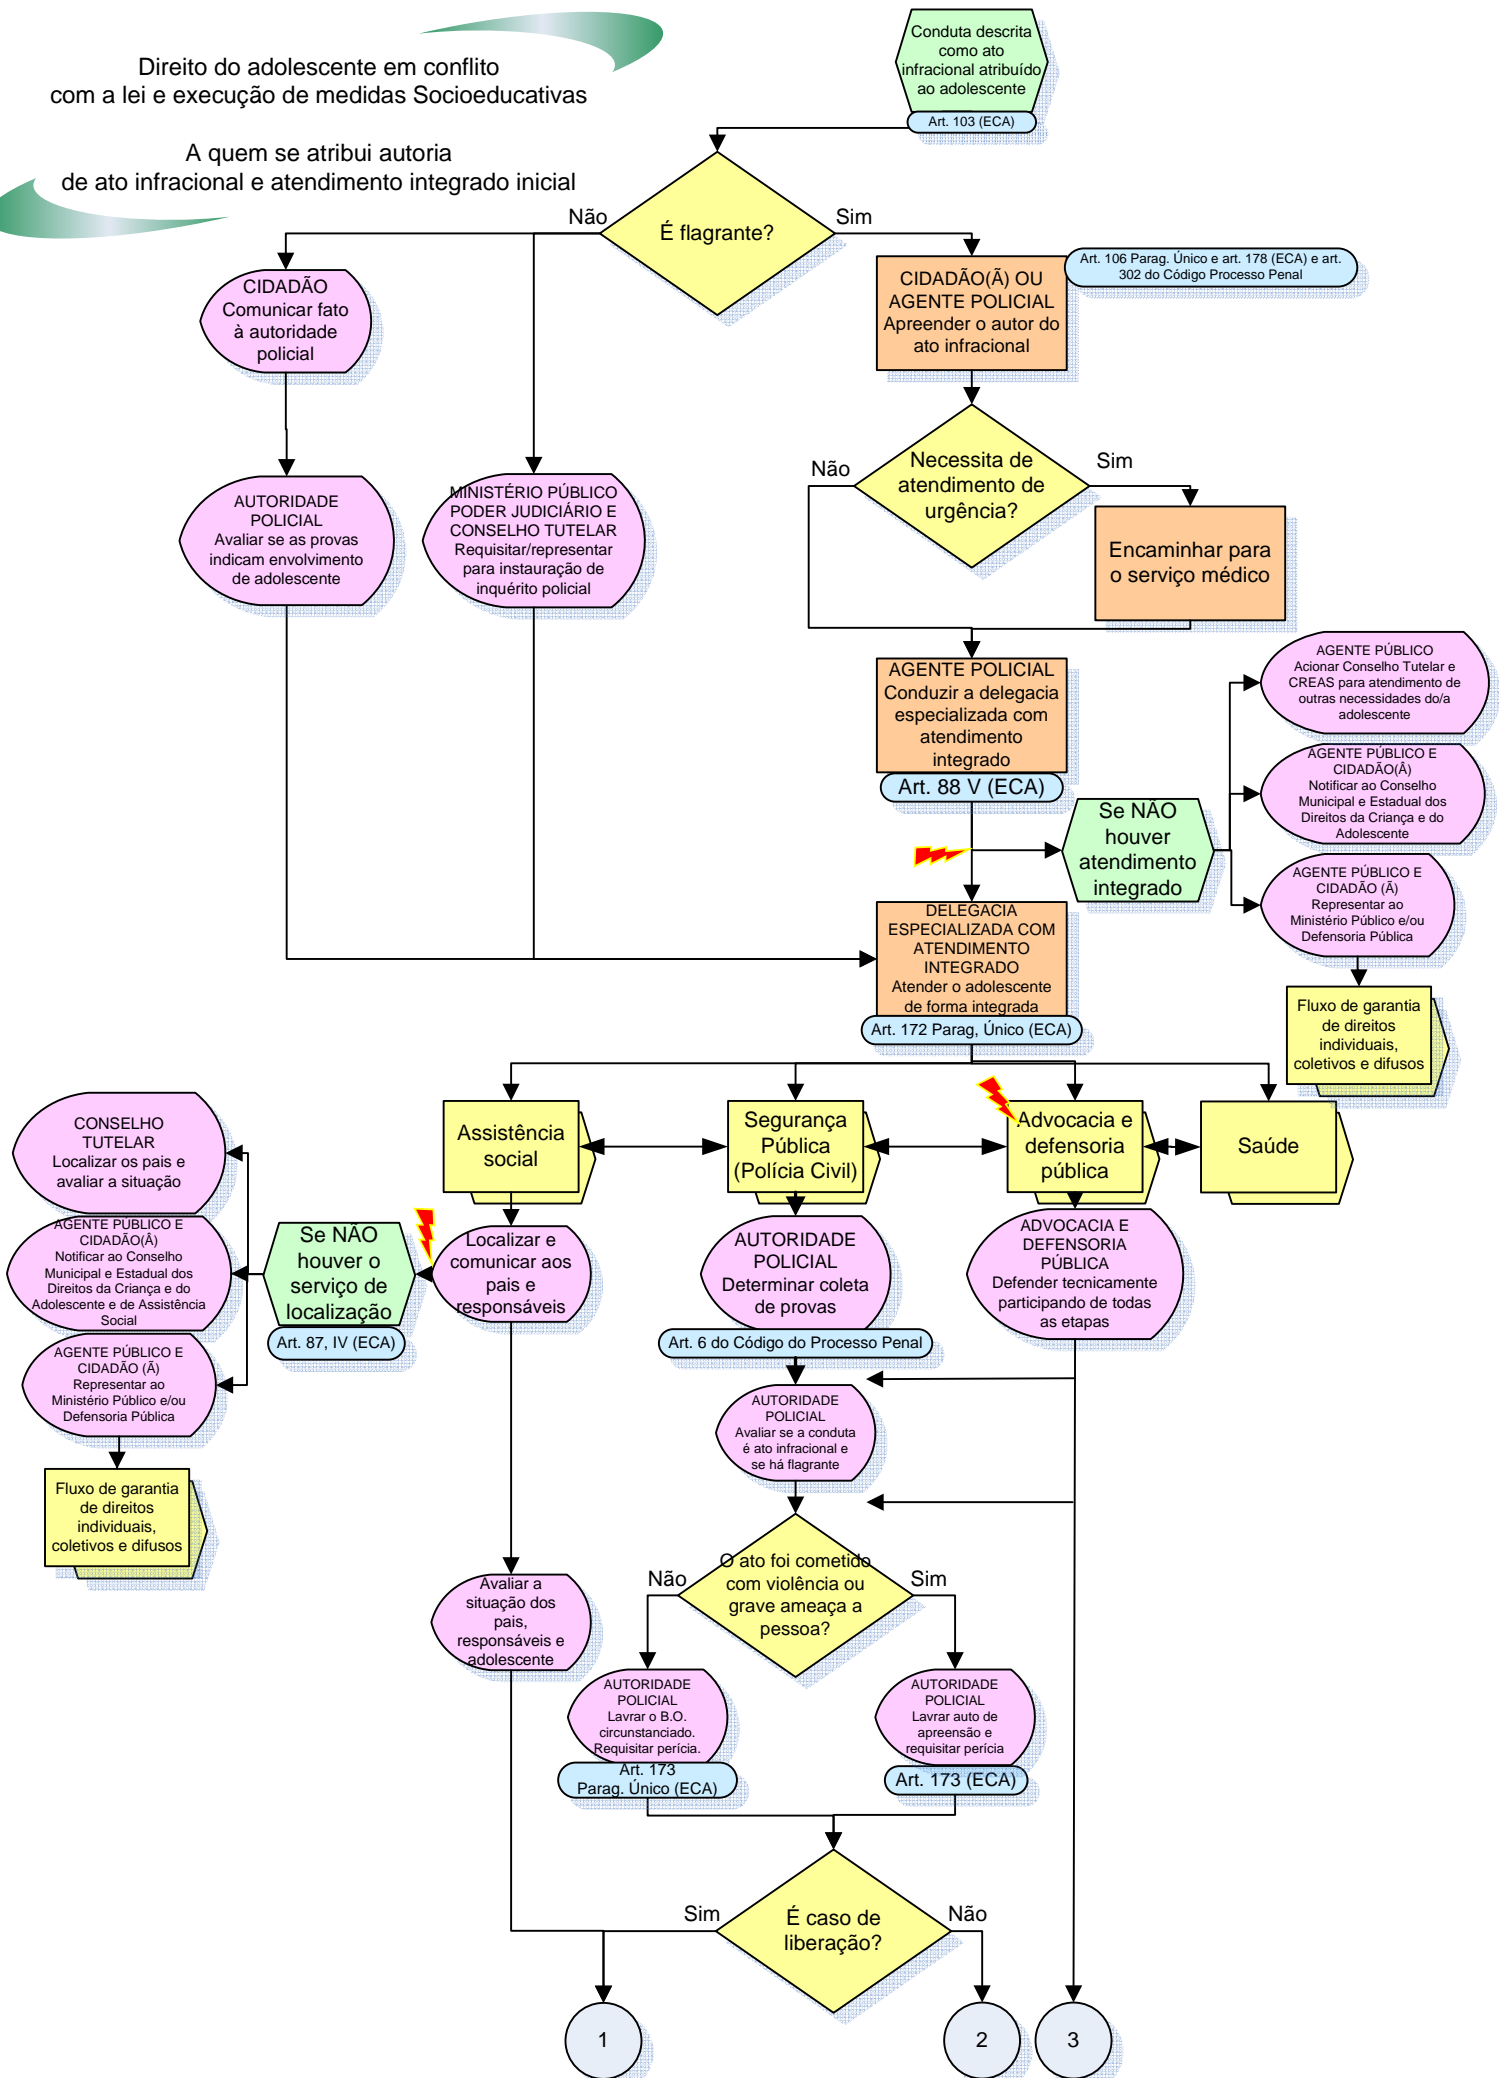 Direito do adolescente em conflito
com a lei e execução de medidas Socioeducativas
A quem se atribui autoria
de ato infracional e atendimento integrado inicial
Conduta descrita
como ato
infracional atribuído
ao adolescente
Art. 103 (ECA)
É flagrante?
Não
Sim
CIDADÃO
Comunicar fato
à autoridade
policial
CIDADÃO(Ã) OU
AGENTE POLICIAL
Apreender o autor do
ato infracional
Art. 106 Parag. Único e art. 178 (ECA) e art.
302 do Código Processo Penal
AUTORIDADE
POLICIAL
Avaliar se as provas
indicam envolvimento
de adolescente
MINISTÉRIO PÚBLICO
PODER JUDICIÁRIO E
CONSELHO TUTELAR
Requisitar/representar
para instauração de
inquérito policial
Não
Necessita de
atendimento de
urgência?
Sim
Encaminhar para
o serviço médico
AGENTE POLICIAL
Conduzir a delegacia
especializada com
atendimento
integrado
Art. 88 V (ECA)
Se NÃO
houver
atendimento
integrado
AGENTE PÚBLICO
Acionar Conselho Tutelar e
CREAS para atendimento de
outras necessidades do/a
adolescente
AGENTE PÚBLICO E
CIDADÃO(Â)
Notificar ao Conselho
Municipal e Estadual dos
Direitos da Criança e do
Adolescente
AGENTE PÚBLICO E
CIDADÃO (Ã)
Representar ao
Ministério Público e/ou
Defensoria Pública
Fluxo de garantia
de direitos
individuais,
coletivos e difusos
DELEGACIA
ESPECIALIZADA COM
ATENDIMENTO
INTEGRADO
Atender o adolescente
de forma integrada
Art. 172 Parag, Único (ECA)
Assistência
social
Segurança
Pública
(Polícia Civil)
Advocacia e
defensoria
pública
Saúde
CONSELHO
TUTELAR
Localizar os pais e
avaliar a situação
AGENTE PÚBLICO E
CIDADÃO(Â)
Notificar ao Conselho
Municipal e Estadual dos
Direitos da Criança e do
Adolescente e de Assistência
Social
AGENTE PÚBLICO E
CIDADÃO (Ã)
Representar ao
Ministério Público e/ou
Defensoria Pública
Fluxo de garantia
de direitos
individuais,
coletivos e difusos
Se NÃO
houver o
serviço de
localização
Art. 87, IV (ECA)
Localizar e
comunicar aos
pais e
responsáveis
AUTORIDADE
POLICIAL
Determinar coleta
de provas
Art. 6 do Código do Processo Penal
ADVOCACIA E
DEFENSORIA
PÚBLICA
Defender tecnicamente
participando de todas
as etapas
AUTORIDADE
POLICIAL
Avaliar se a conduta
é ato infracional e
se há flagrante
Não
O ato foi cometido
com violência ou
grave ameaça a
pessoa?
Sim
Avaliar a
situação dos
pais,
responsáveis e
adolescente
AUTORIDADE
POLICIAL
Lavrar o B.O.
circunstanciado.
Requisitar perícia.
Art. 173
Parag. Único (ECA)
AUTORIDADE
POLICIAL
Lavrar auto de
apreensão e
requisitar perícia
Art. 173 (ECA)
Sim
É caso de
liberação?
Não
1
2
3